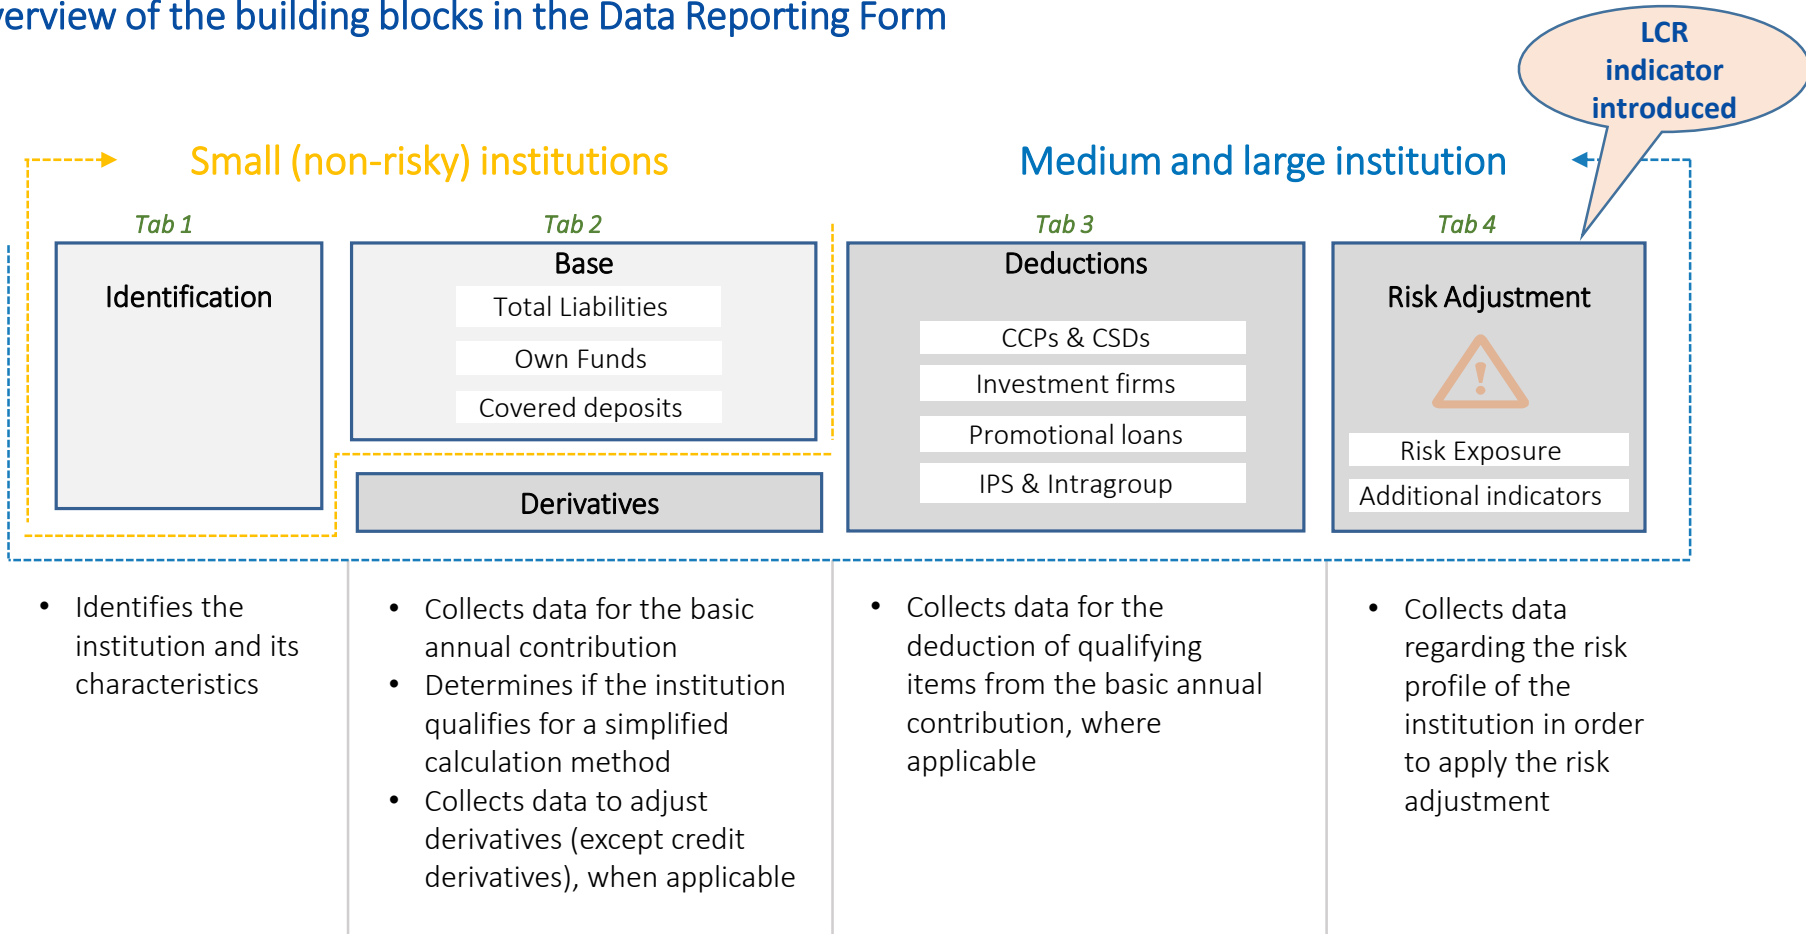 verview of the building blocks in the Data Reporting Form
LCR
indicator
introduced
Small (non-risky) institutions
Medium and large institution
Tab 1
Tab 2
Tab 3
Tab 4
Identification
Base
Total Liabilities
Own Funds
Covered deposits
Derivatives
Deductions
CCPs & CSDs
Investment firms
Promotional loans
IPS & Intragroup
Risk Adjustment
!
Risk Exposure
Additional indicators
• Identifies the
institution and its
characteristics
• Collects data for the basic
annual contribution
• Determines if the institution
qualifies for a simplified
calculation method
• Collects data to adjust
derivatives (except credit
derivatives), when applicable
• Collects data for the
deduction of qualifying
items from the basic annual
contribution, where
applicable
• Collects data
regarding the risk
profile of the
institution in order
to apply the risk
adjustment